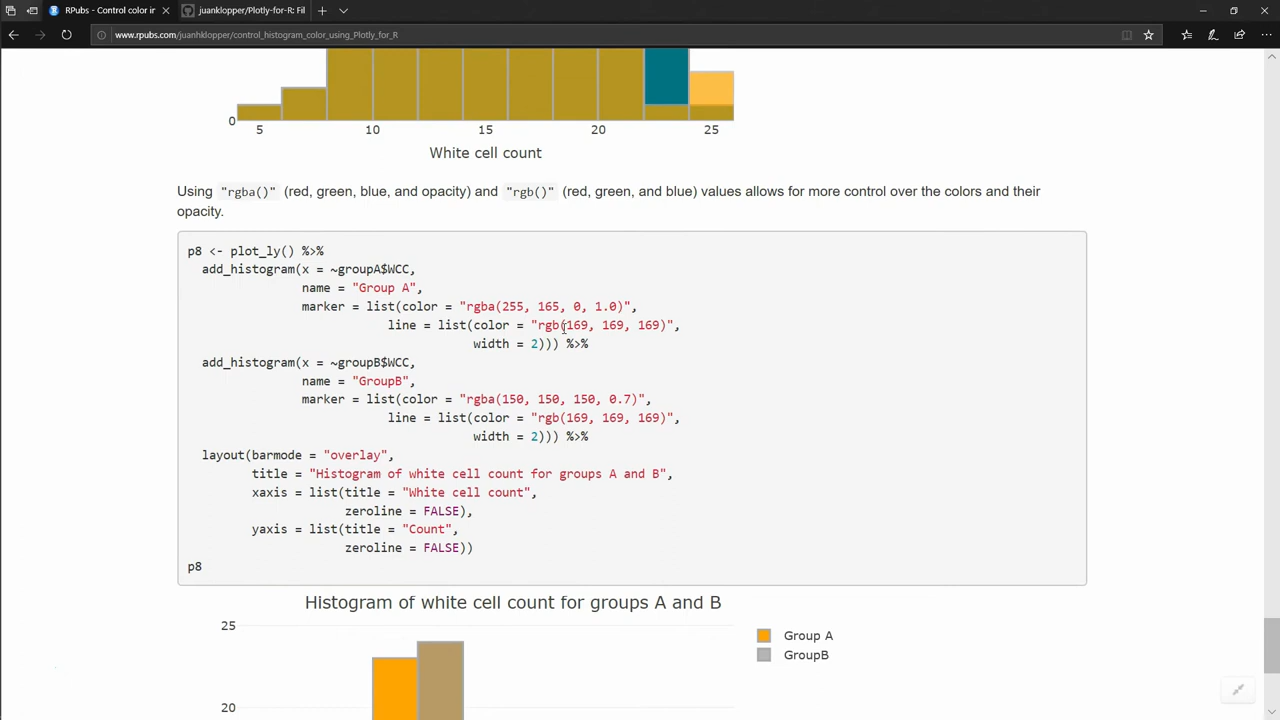 RPubs - Control color ir
juanklopper/Plotly-for-R: Fil
www.rpubs.com/juanhklopper/control_histogram_color_using_Plotly_for_R
0
5 10 15 20 25
White cell count
Using "rgba()" (red, green, blue, and opacity) and "rgb()" (red, green, and blue) values allows for more control over the colors and their
opacity.
p8 <- plot_ly() %>%
add_histogram(x = ~groupA$WCC,
name = "Group A",
marker = list(color = "rgba(255, 165, 0, 1.0)",
line = list(color = "rgb(169, 169, 169)",
width = 2))) %>%
add_histogram(x = ~groupB$WCC,
name = "GroupB",
marker = list(color = "rgba(150, 150, 150, 0.7)",
line = list(color = "rgb(169, 169, 169)",
width = 2))) %>%
layout(barmode = "overlay",
title = "Histogram of white cell count for groups A and B",
xaxis = list(title = "White cell count",
zeroline = FALSE),
yaxis = list(title = "Count",
zeroline = FALSE))
p8
Histogram of white cell count for groups A and B
25
Group A
GroupB
20